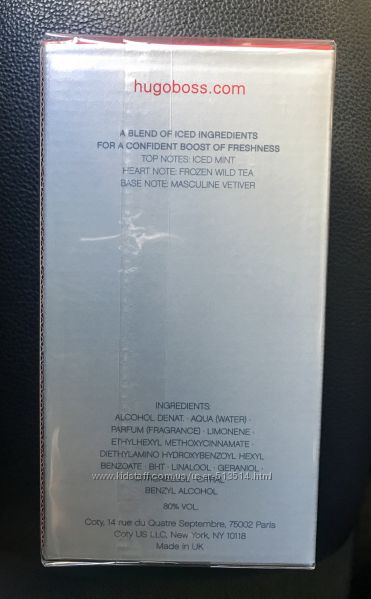 hugoboss.com
A BLEND OF ICED INGREDIENTS
FOR A CONFIDENT BOOST OF FRESHNESS
TOP NOTES: ICED MINT
HEART NOTE: FROZEN WILD TEA
BASE NOTE: MASCULINE VETIVER
INGREDIENTS:
ALCOHOL DENAT. · AQUA (WATER) ·
PARFUM (FRAGRANCE) · LIMONENE ·
ETHYLHEXYL METHOXYCINNAMATE ·
DIETHYLAMINO HYDROXYBENZOYL HEXYL
BENZOATE · BHT · LINALOOL · GERANIOL ·
CITRAL ·
BENZYL ALCOHOL
80% VOL.
Coty, 14 rue du Quatre Septembre, 75002 Paris
Coty US LLC, New York, NY 10118
Made in UK